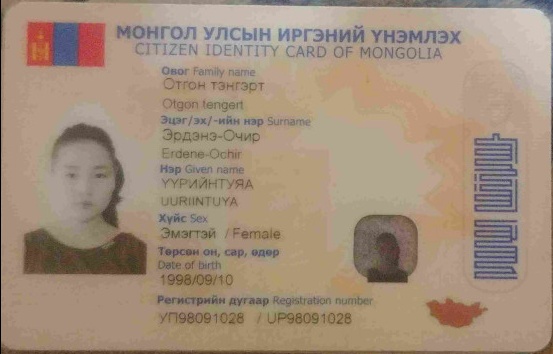 МОНГОЛ УЛСЫН ИРГЭНИЙ ҮНЭМЛЭХ
CITIZEN IDENTITY CARD OF MONGOLIA
Овог Family name
Отгон тэнгэрт
Otgon tengert
Эцэг/эх/-ийн нэр Surname
Эрдэнэ-Очир
Erdene-Ochir
Нэр Given name
ҮҮРИЙНТУЯА
UURIINTUYA
Хүйс Sex
Эмэгтэй / Female
Төрсөн он, сар, өдөр
Date of birth
1998/09/10
Регистрийн дугаар Registration number
УП98091028 / UP98091028